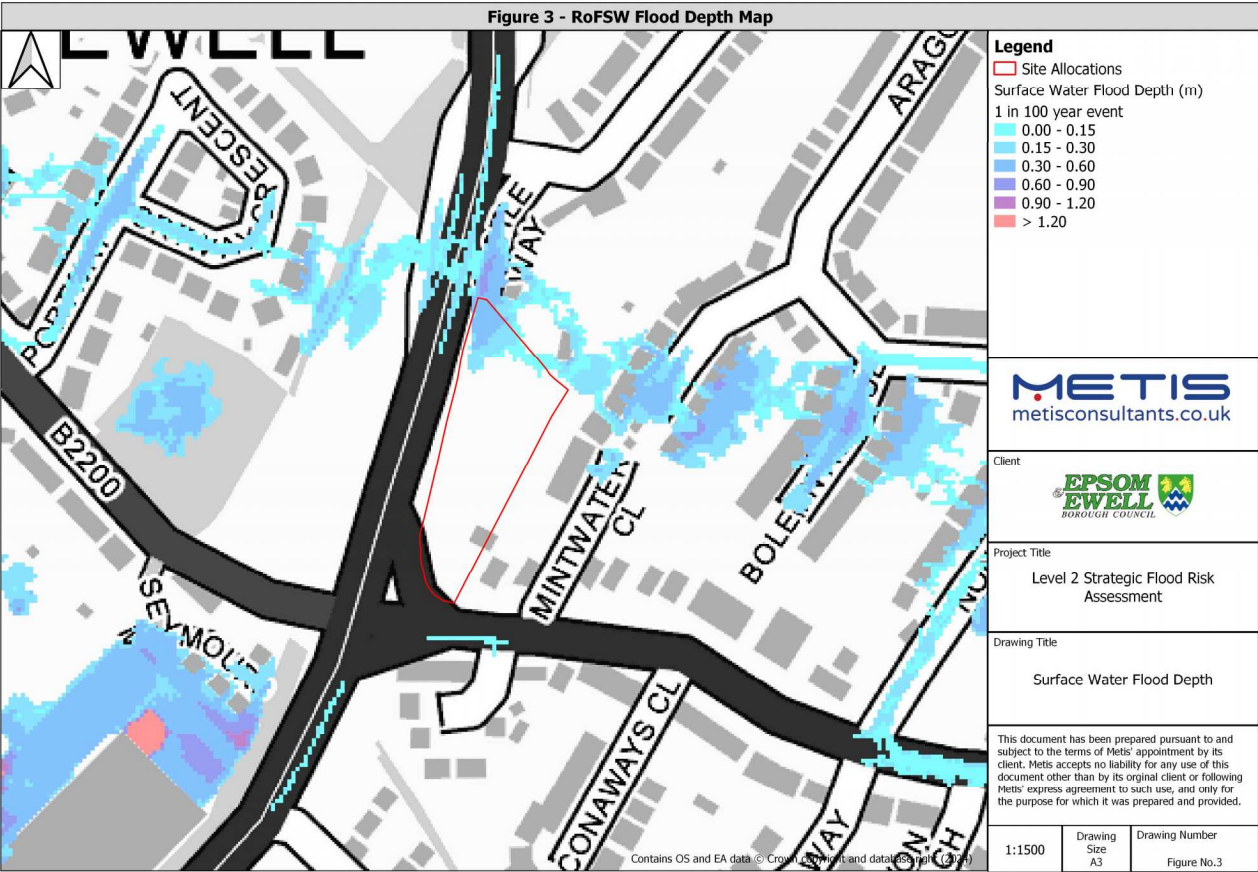 Figure 3 - RoFSW Flood Depth Map
EWELL
CRESCENT
ARAGO
WAY
B2200
SEYMOUR
MINTWATER
CL
BOLE
CONAWAYS CL
WAY
Contains OS and EA data © Crown copyright and database right (2024)
Legend
Site Allocations
Surface Water Flood Depth (m)
1 in 100 year event
0.00 - 0.15
0.15 - 0.30
0.30 - 0.60
0.60 - 0.90
0.90 - 1.20
> 1.20
METIS
metisconsultants.co.uk
Client
EPSOM
& EWELL
BOROUGH COUNCIL
Project Title
Level 2 Strategic Flood Risk
Assessment
Drawing Title
Surface Water Flood Depth
This document has been prepared pursuant to and
subject to the terms of Metis' appointment by its
client. Metis accepts no liability for any use of this
document other than by its orginal client or following
Metis' express agreement to such use, and only for
the purpose for which it was prepared and provided.
1:1500
Drawing
Size
A3
Drawing Number
Figure No.3